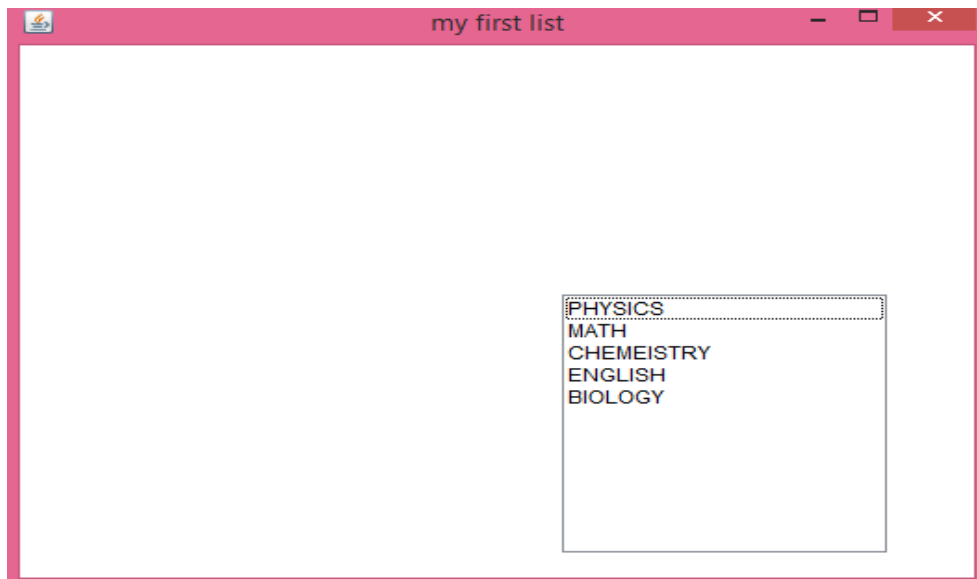 my first list
PHYSICS
MATH
CHEMEISTRY
ENGLISH
BIOLOGY